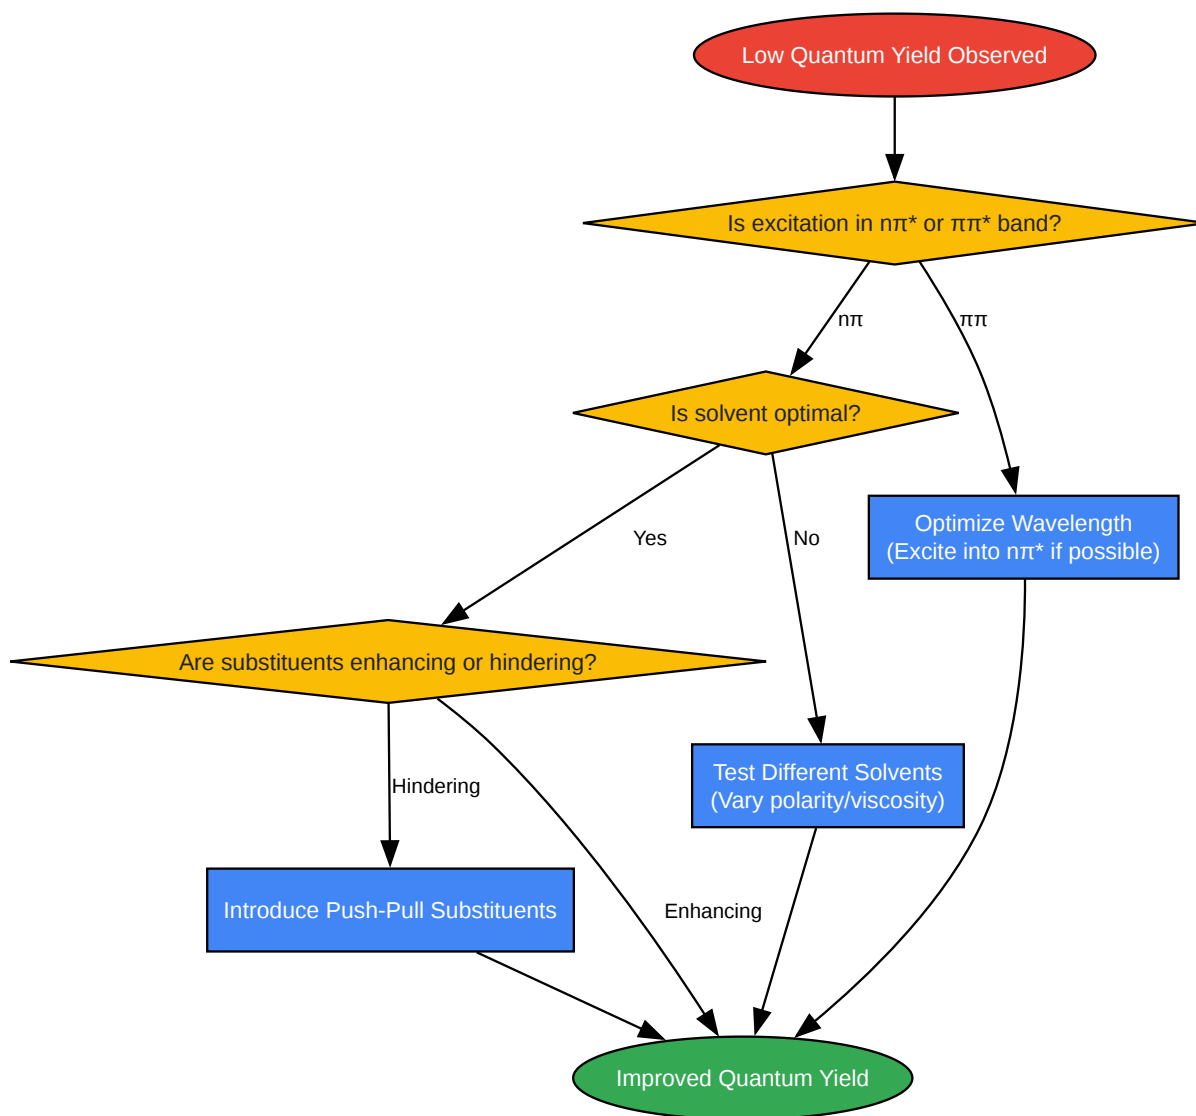 Low Quantum Yield Observed
Is excitation in nπ* or ππ* band?
nπ
ππ
Is solvent optimal?
Optimize Wavelength
(Excite into nπ* if possible)
Yes
No
Are substituents enhancing or hindering?
Test Different Solvents
(Vary polarity/viscosity)
Hindering
Introduce Push-Pull Substituents
Enhancing
Improved Quantum Yield